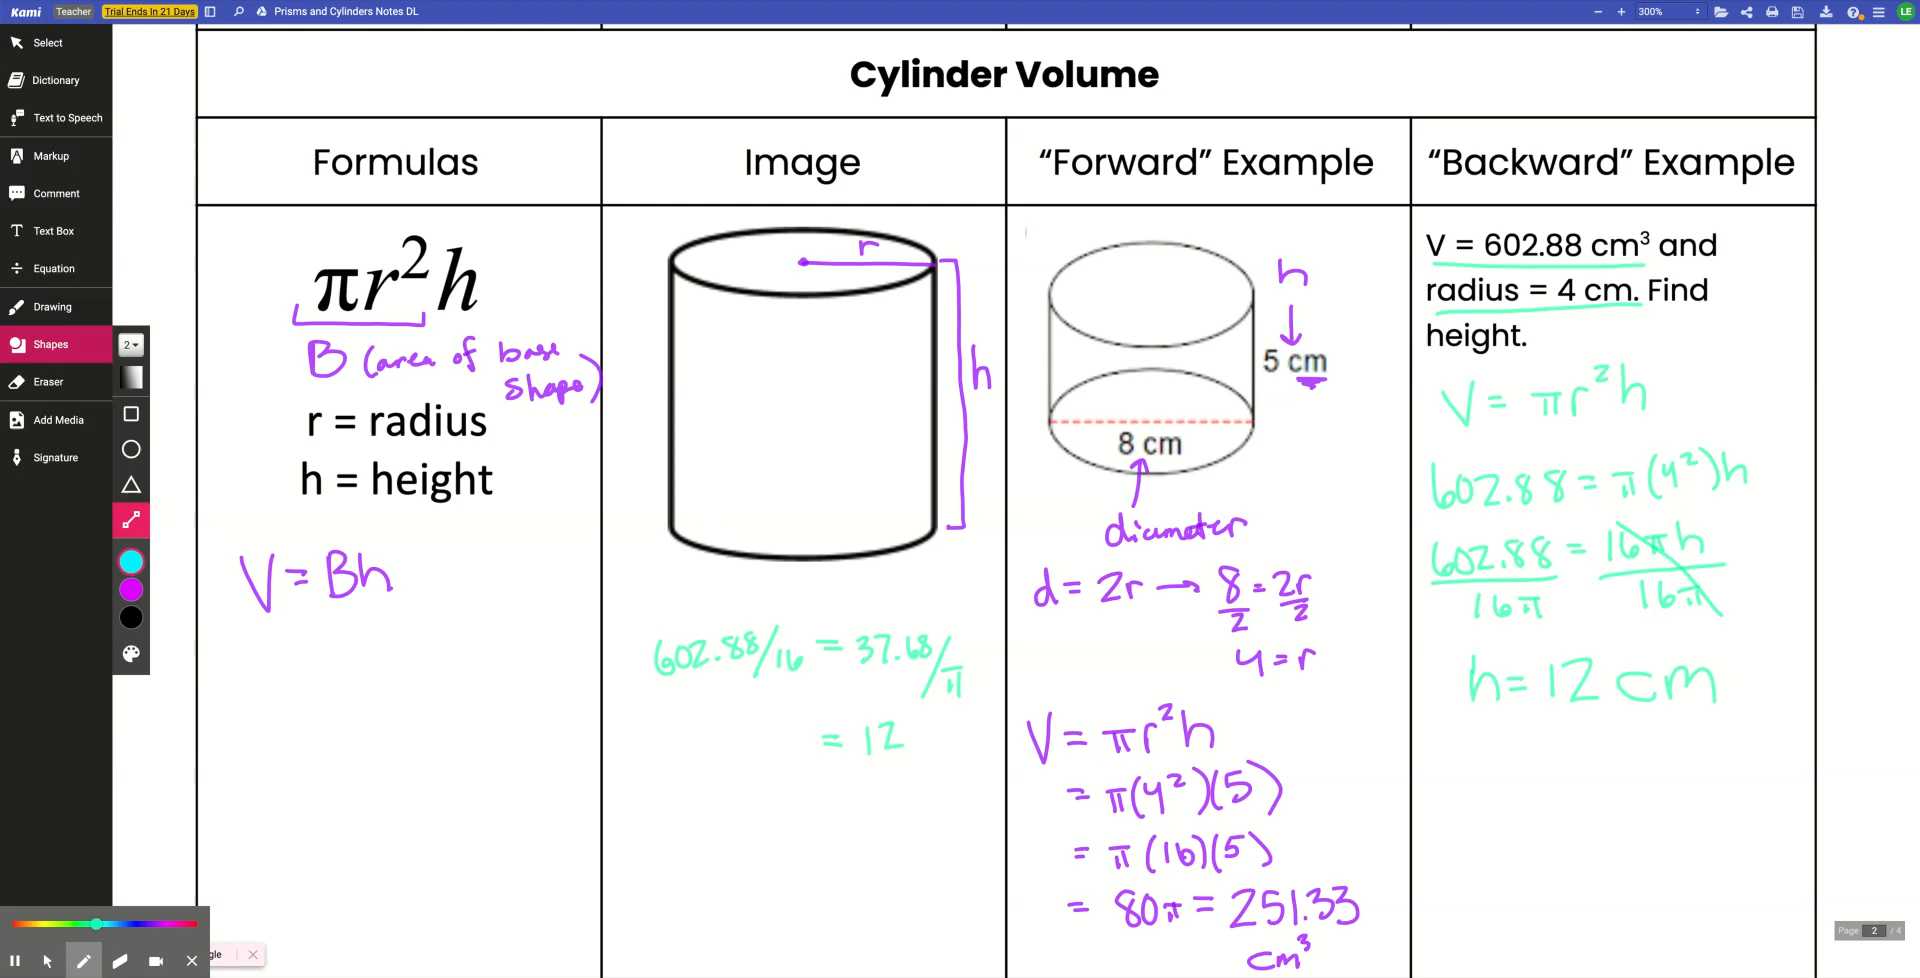 Kami Teacher Trial Ends In 21 Days Prisms and Cylinders Notes DL 300% LE
Select
Dictionary
Text to Speech
Markup
Comment
Text Box
Equation
Drawing
Shapes
Eraser
Add Media
Signature
2
Cylinder Volume
Formulas
Image
“Forward” Example
“Backward” Example
πr²h
B (area of base
shape)
r = radius
h = height
V = Bh
r
h
602.88/16 = 37.68/π
= 12
h
5 cm
8 cm
diameter
d = 2r → 8/2 = 2r/2
4 = r
V = πr²h
= π(4²)(5)
= π(16)(5)
= 80π = 251.33
cm³
V = 602.88 cm³ and
radius = 4 cm. Find
height.
V = πr²h
602.88 = π(4²)h
602.88 = 16πh
16π 16π
h = 12 cm
Page 2 / 4
gle